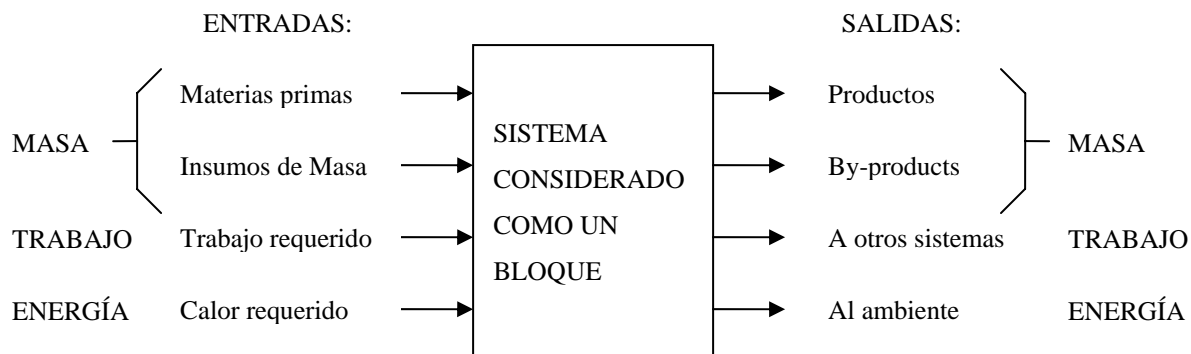 ENTRADAS:
SALIDAS:
Materias primas
Productos
MASA
SISTEMA
MASA
Insumos de Masa
CONSIDERADO
By-products
TRABAJO
Trabajo requerido
COMO UN
A otros sistemas
TRABAJO
BLOQUE
ENERGÍA
Calor requerido
Al ambiente
ENERGÍA